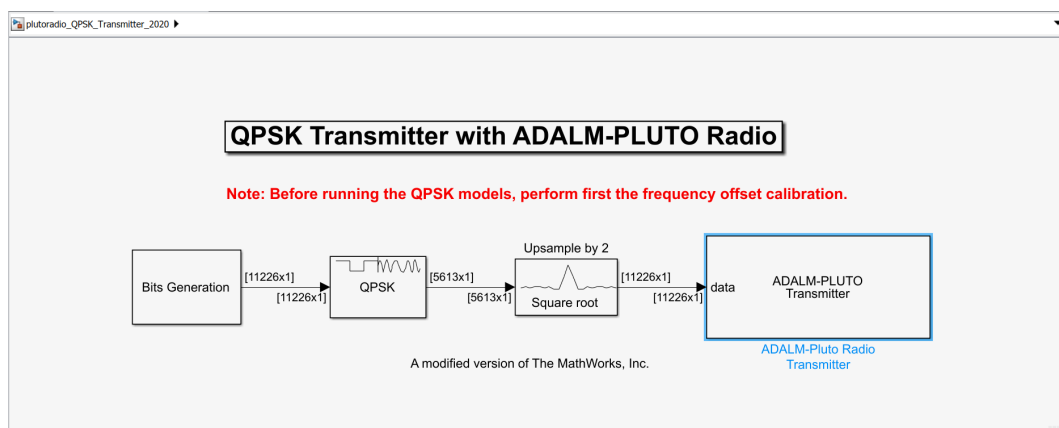 plutoradio_QPSK_Transmitter_2020
QPSK Transmitter with ADALM-PLUTO Radio
Note: Before running the QPSK models, perform first the frequency offset calibration.
Upsample by 2
Bits Generation
[11226x1]
[11226x1]
QPSK
[5613x1]
[5613x1]
Square root
[11226x1]
[11226x1]
data
ADALM-PLUTO
Transmitter
ADALM-Pluto Radio
Transmitter
A modified version of The MathWorks, Inc.